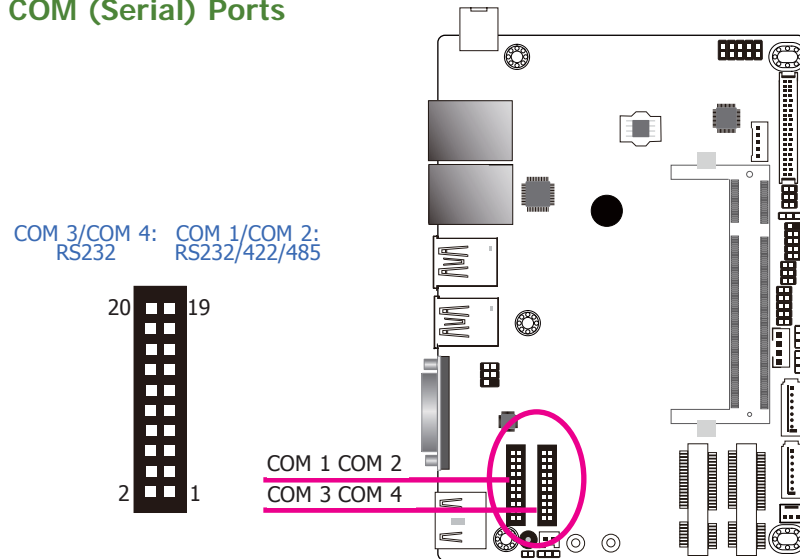 COM (Serial) Ports
COM 3/COM 4:
RS232
COM 1/COM 2:
RS232/422/485
20
19
2
1
COM 1 COM 2
COM 3 COM 4